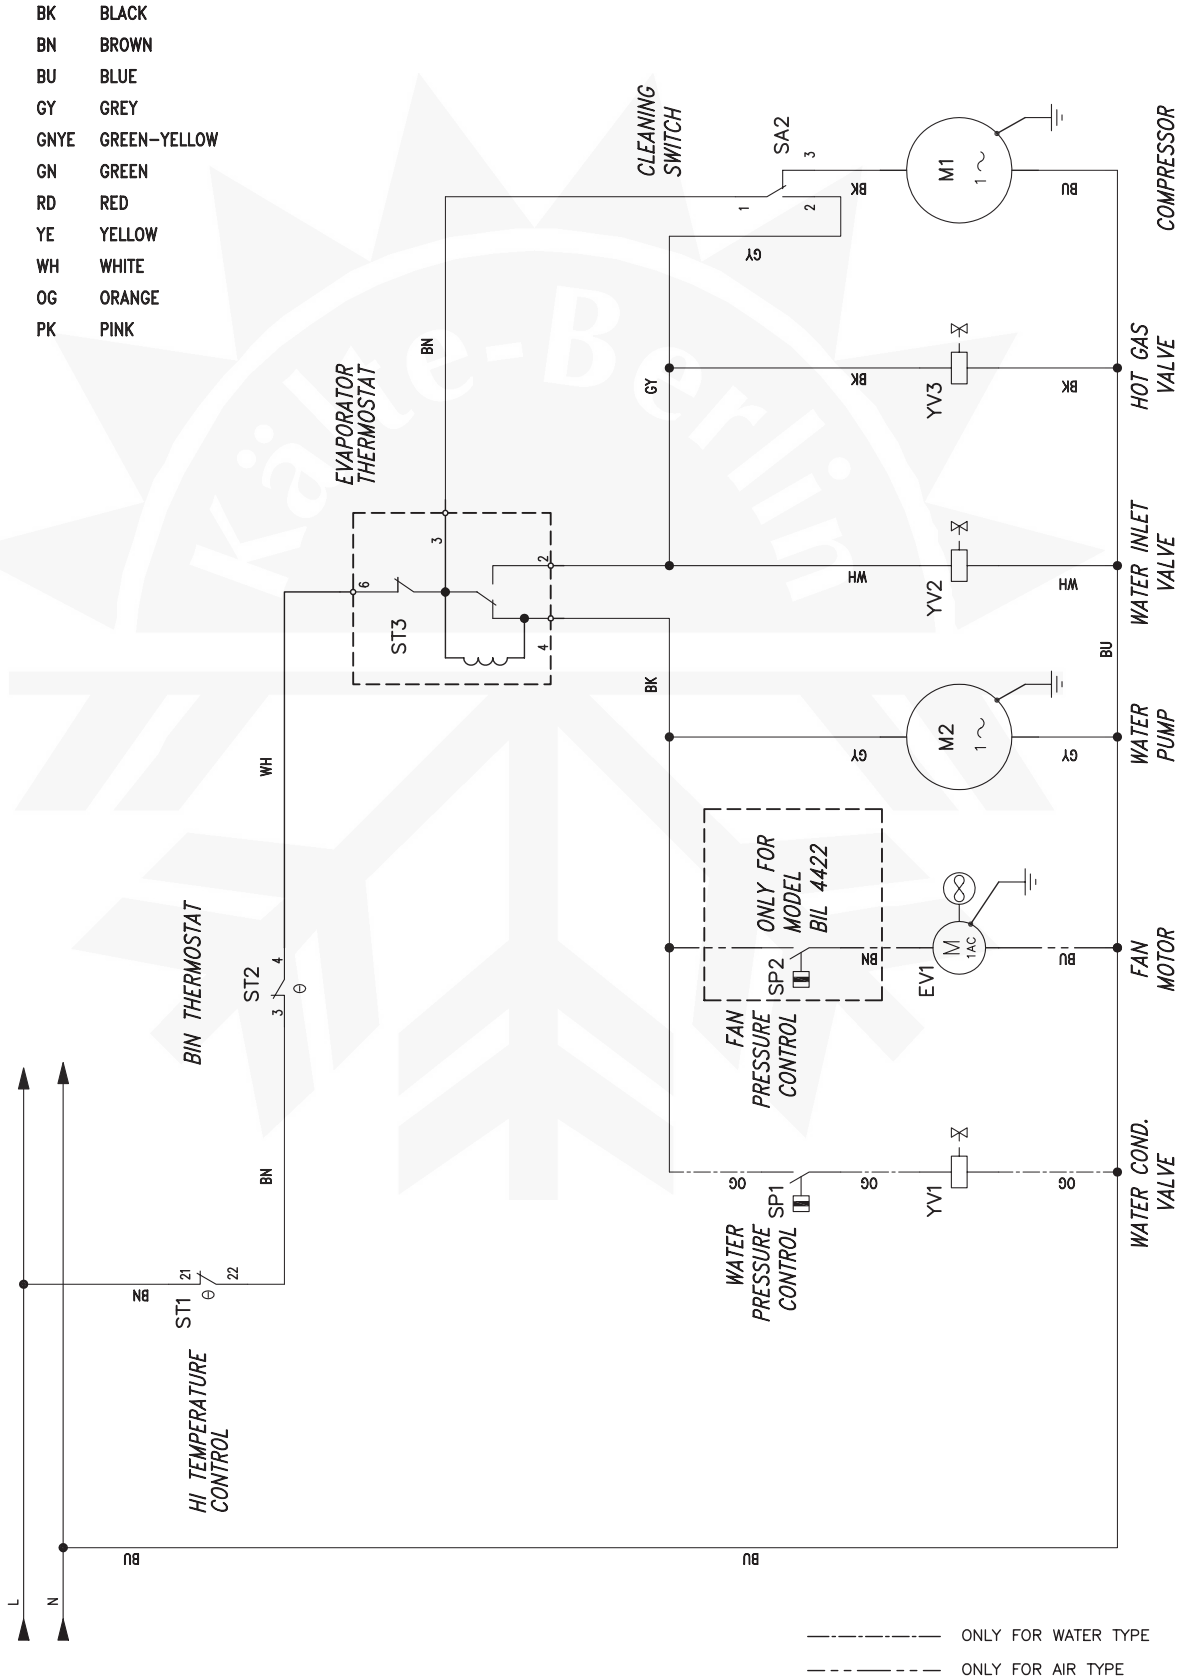 BK BLACK
BN BROWN
BU BLUE
GY GREY
GNYE GREEN-YELLOW
GN GREEN
RD RED
YE YELLOW
WH WHITE
OG ORANGE
PK PINK
Kälte-Berlin
CLEANING
SWITCH
SA2
1
2
3
GY
BK
M1
1
BU
COMPRESSOR
BN
GY
BK
YV3
BK
HOT GAS
VALVE
EVAPORATOR
THERMOSTAT
ST3
6
3
2
4
WH
YV2
WH
WATER INLET
VALVE
BU
BK
GY
M2
1
GY
WATER
PUMP
WH
ONLY FOR
MODEL
BIL 4422
SP2
BN
FAN
PRESSURE
CONTROL
EV1
M
1AC
BU
FAN
MOTOR
BIN THERMOSTAT
ST2
4
3
BN
OG
SP1
OG
WATER
PRESSURE
CONTROL
YV1
OG
WATER COND.
VALVE
BN
21
22
ST1
HI TEMPERATURE
CONTROL
L
N
BU
BU
ONLY FOR WATER TYPE
ONLY FOR AIR TYPE